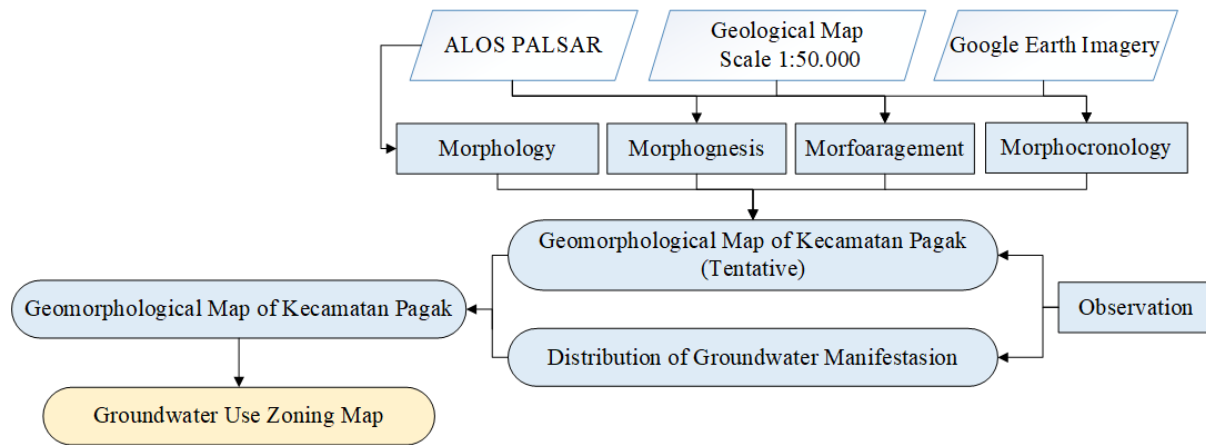 ALOS PALSAR
Geological Map
Scale 1:50.000
Google Earth Imagery
Morphology
Morphognesis
Morfoaragement
Morphocronology
Geomorphological Map of Kecamatan Pagak
(Tentative)
Geomorphological Map of Kecamatan Pagak
Observation
Distribution of Groundwater Manifestasion
Groundwater Use Zoning Map